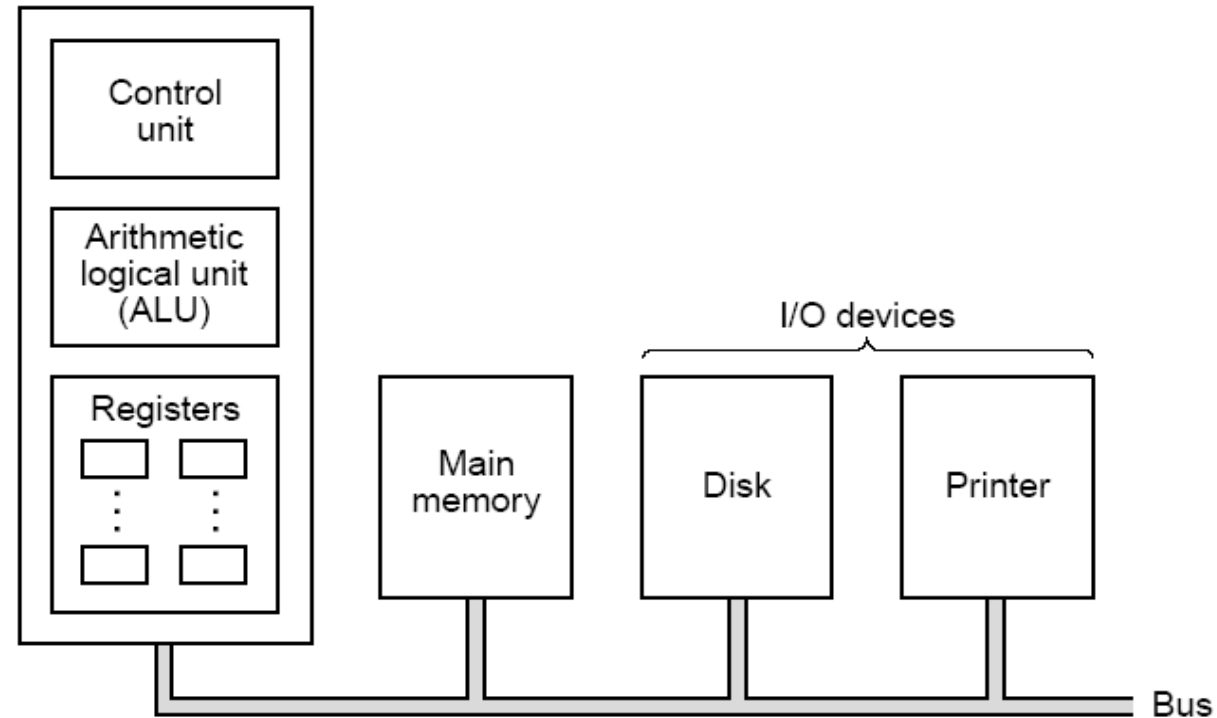 Control
unit
Arithmetic
logical unit
(ALU)
I/O devices
Registers
Main
memory
Disk
Printer
Bus